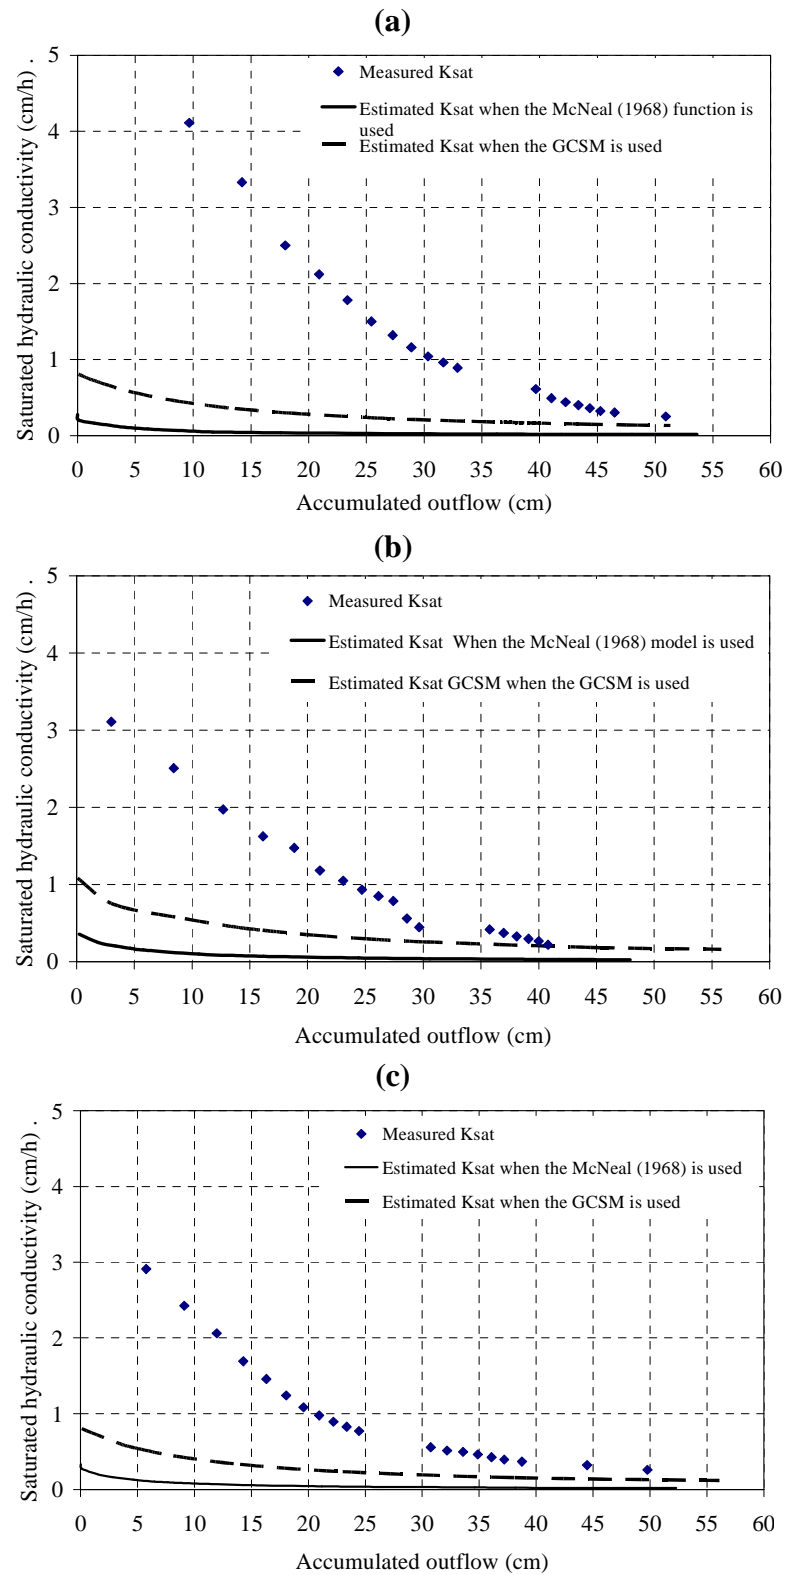 (a)
Saturated hydraulic conductivity (cm/h) .
5
4
3
2
1
0
Measured Ksat
Estimated Ksat when the McNeal (1968) function is
used
Estimated Ksat when the GCSM is used
0 5 10 15 20 25 30 35 40 45 50 55 60
Accumulated outflow (cm)
(b)
Saturated hydraulic conductivity (cm/h) .
5
4
3
2
1
0
Measured Ksat
Estimated Ksat When the McNeal (1968) model is used
Estimated Ksat GCSM when the GCSM is used
0 5 10 15 20 25 30 35 40 45 50 55 60
Accumulated outflow (cm)
(c)
Saturated hydraulic conductivity (cm/h) .
5
4
3
2
1
0
Measured Ksat
Estimated Ksat when the McNeal (1968) is used
Estimated Ksat when the GCSM is used
0 5 10 15 20 25 30 35 40 45 50 55 60
Accumulated outflow (cm)